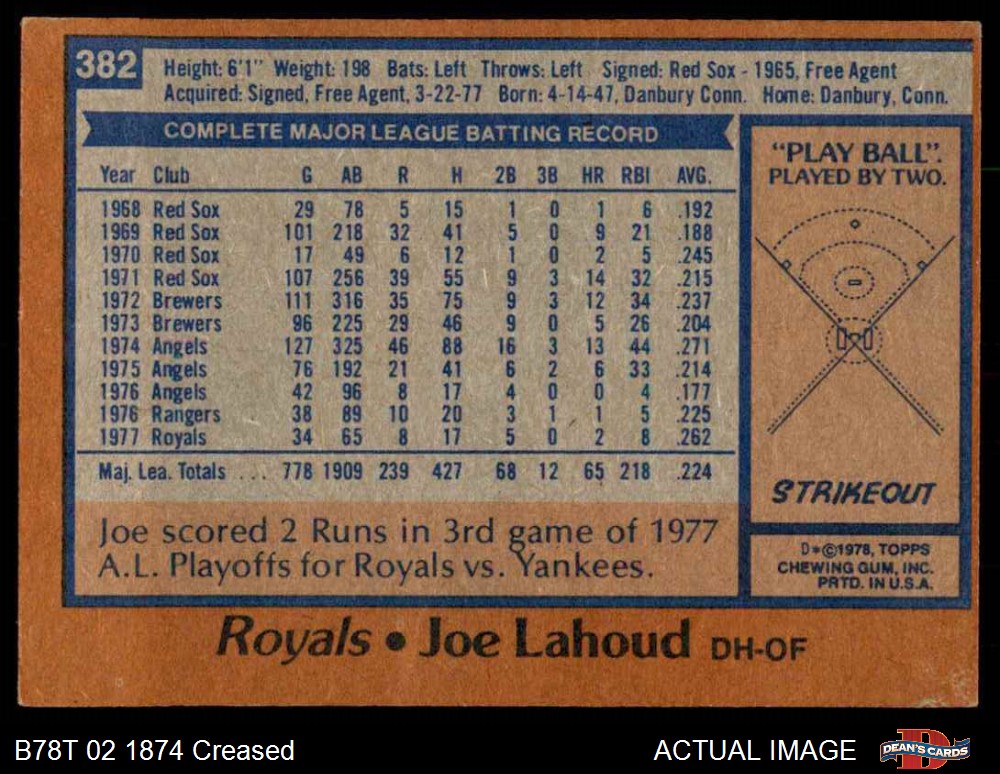 382
Height: 6'1" Weight: 198 Bats: Left Throws: Left Signed: Red Sox - 1965, Free Agent
Acquired: Signed, Free Agent, 3-22-77 Born: 4-14-47, Danbury Conn. Home: Danbury, Conn.
COMPLETE MAJOR LEAGUE BATTING RECORD
Year Club G AB R H 2B 3B HR RBI AVG.
1968 Red Sox 29 78 5 15 1 0 1 6 .192
1969 Red Sox 101 218 32 41 5 0 9 21 .188
1970 Red Sox 17 49 6 12 1 0 2 5 .245
1971 Red Sox 107 256 39 55 9 3 14 32 .215
1972 Brewers 111 316 35 75 9 3 12 34 .237
1973 Brewers 96 225 29 46 9 0 5 26 .204
1974 Angels 127 325 46 88 16 3 13 44 .271
1975 Angels 76 192 21 41 6 2 6 33 .214
1976 Angels 42 96 8 17 4 0 0 4 .177
1976 Rangers 38 89 10 20 3 1 1 5 .225
1977 Royals 34 65 8 17 5 0 2 8 .262
Maj. Lea. Totals . . . 778 1909 239 427 68 12 65 218 .224
Joe scored 2 Runs in 3rd game of 1977
A.L. Playoffs for Royals vs. Yankees.
"PLAY BALL".
PLAYED BY TWO.
STRIKEOUT
D*©1978, TOPPS
CHEWING GUM, INC.
PRTD. IN U.S.A.
Royals • Joe Lahoud DH-OF
B78T 02 1874 Creased
ACTUAL IMAGE
DEAN'S CARDS